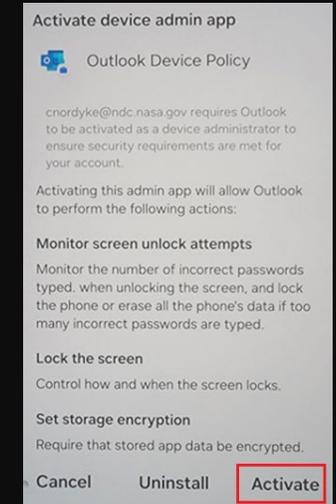 Activate device admin app
Outlook Device Policy
cnordyke@ndc.nasa.gov requires Outlook
to be activated as a device administrator to
ensure security requirements are met for
your account.
Activating this admin app will allow Outlook
to perform the following actions:
Monitor screen unlock attempts
Monitor the number of incorrect passwords
typed. when unlocking the screen, and lock
the phone or erase all the phone's data if too
many incorrect passwords are typed.
Lock the screen
Control how and when the screen locks.
Set storage encryption
Require that stored app data be encrypted.
Cancel Uninstall Activate